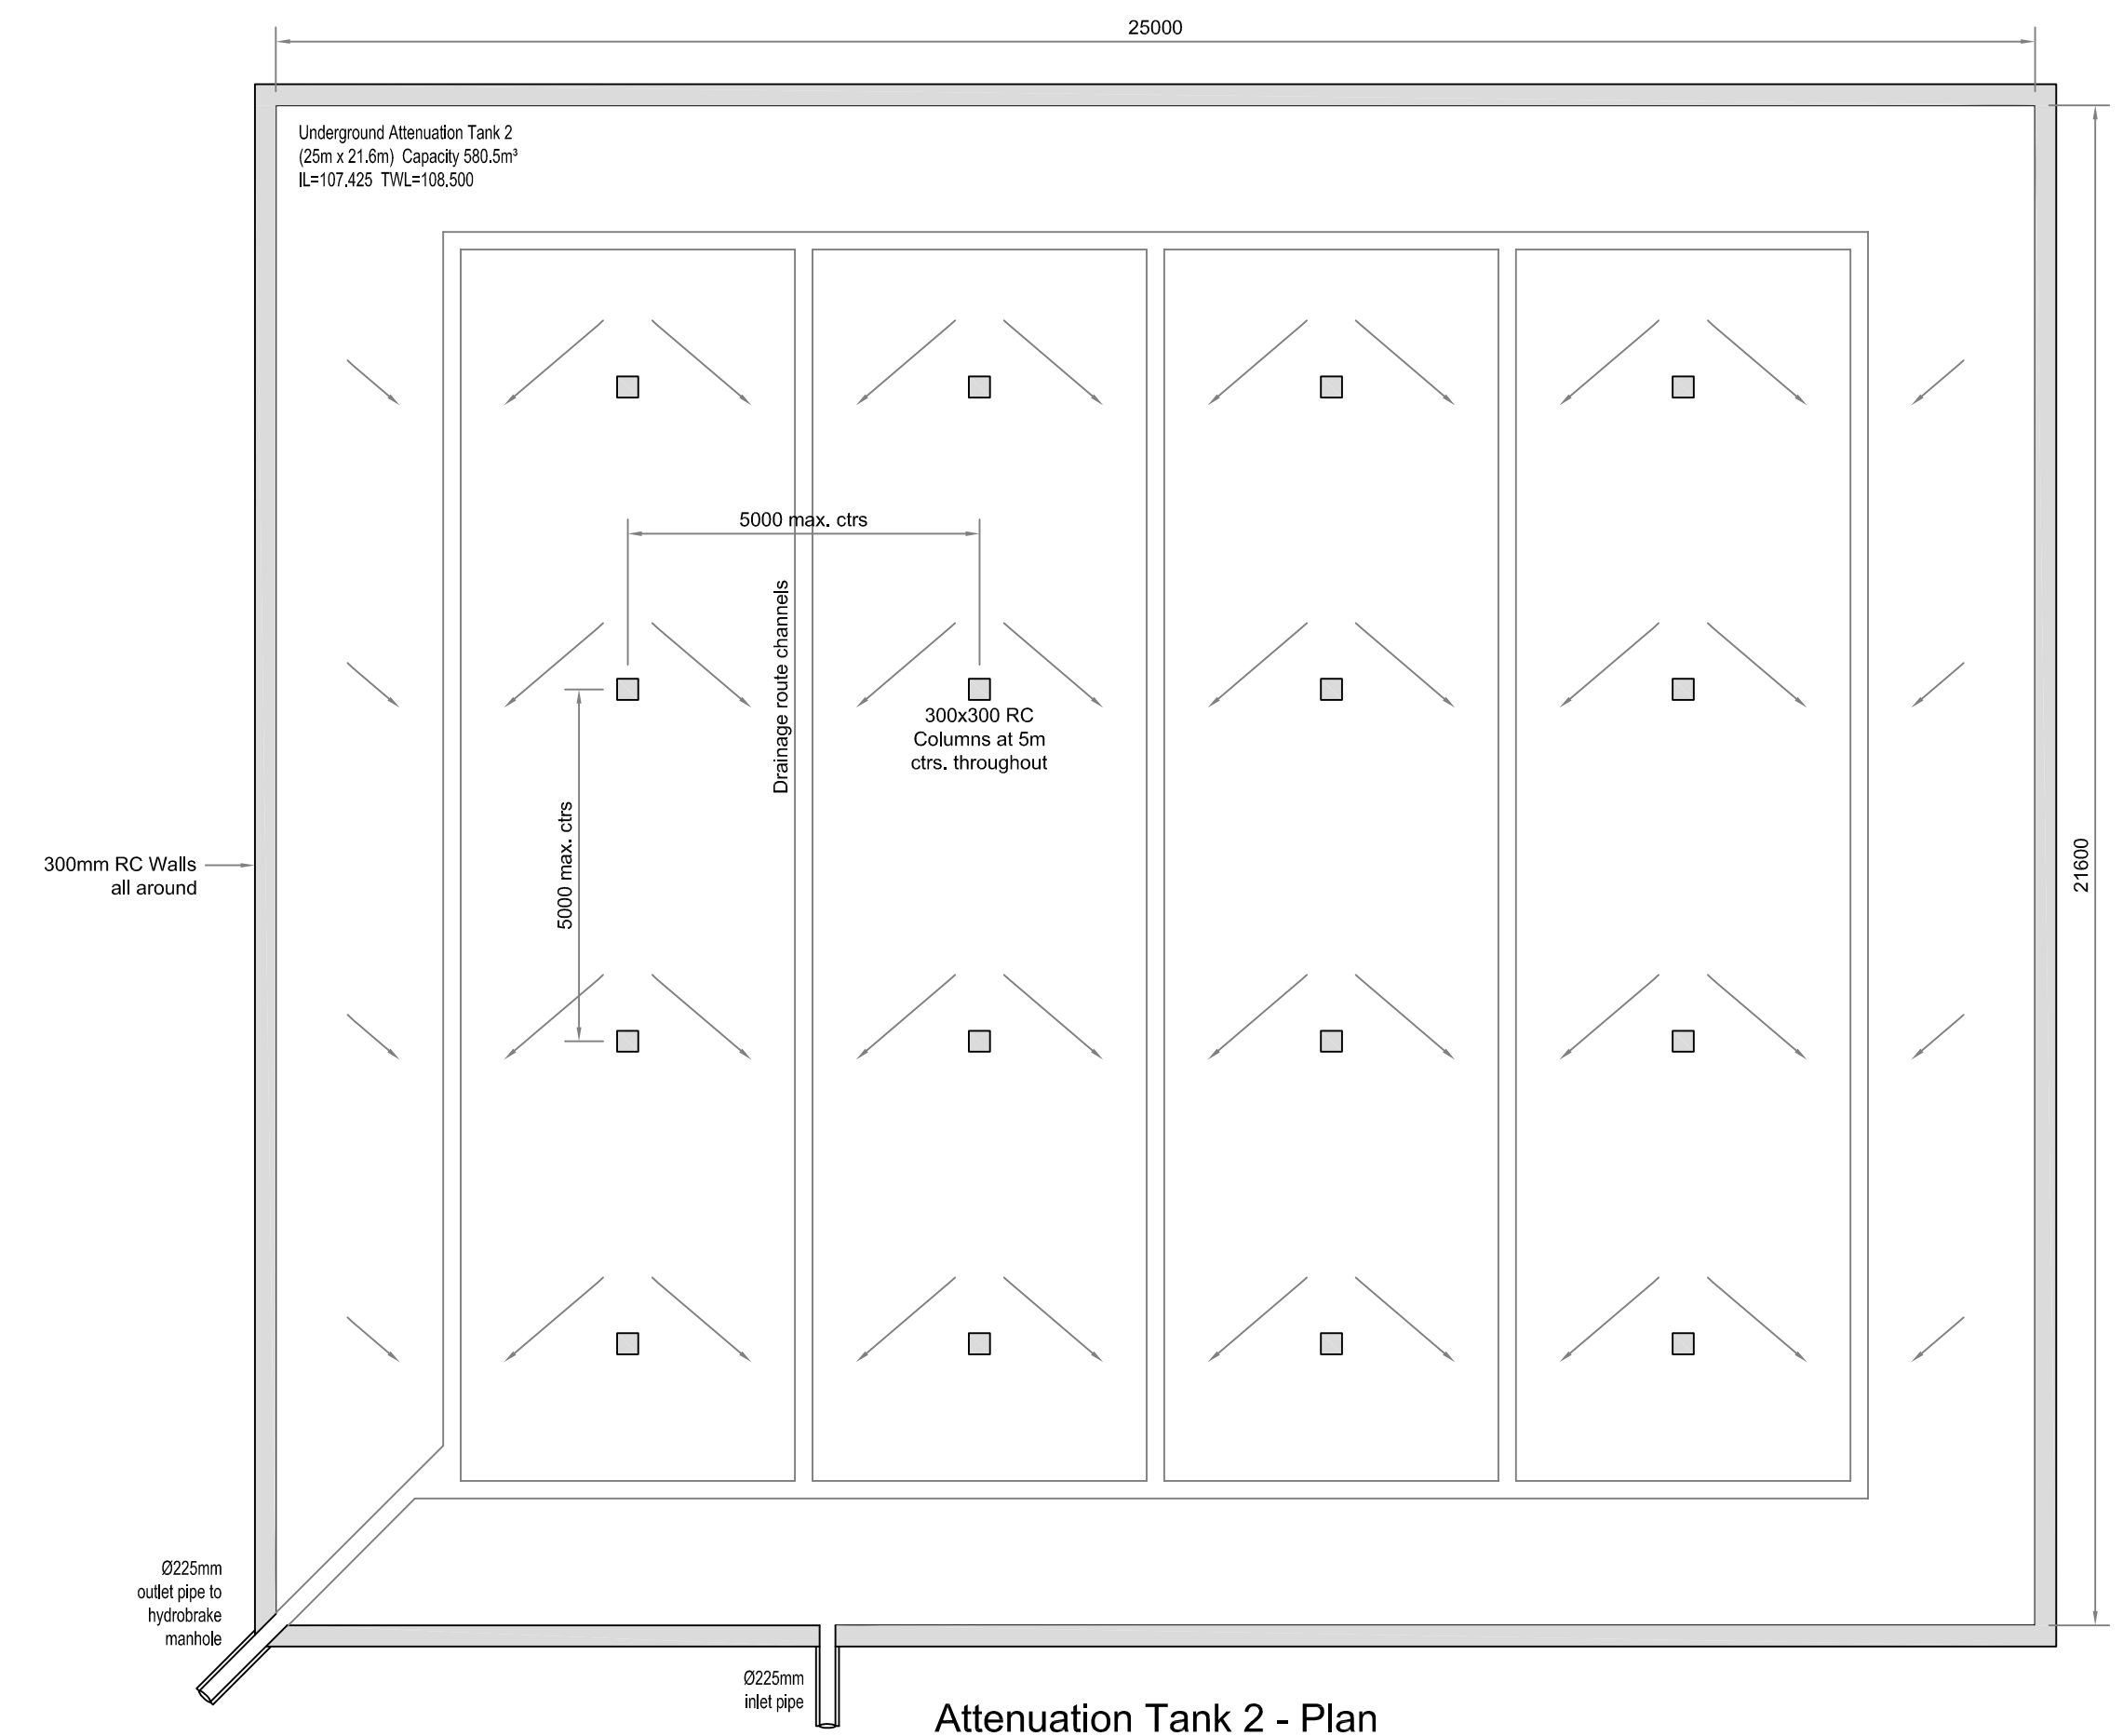 25000
Underground Attenuation Tank 2
(25m x 21.6m) Capacity 580.5m³
IL=107.425 TWL=108.500
5000 max. ctrs
Drainage route channels
300x300 RC
Columns at 5m
ctrs. throughout
5000 max. ctrs
300mm RC Walls
all around
21600
Ø225mm
outlet pipe to
hydrobrake
manhole
Ø225mm
inlet pipe
Attenuation Tank 2 - Plan